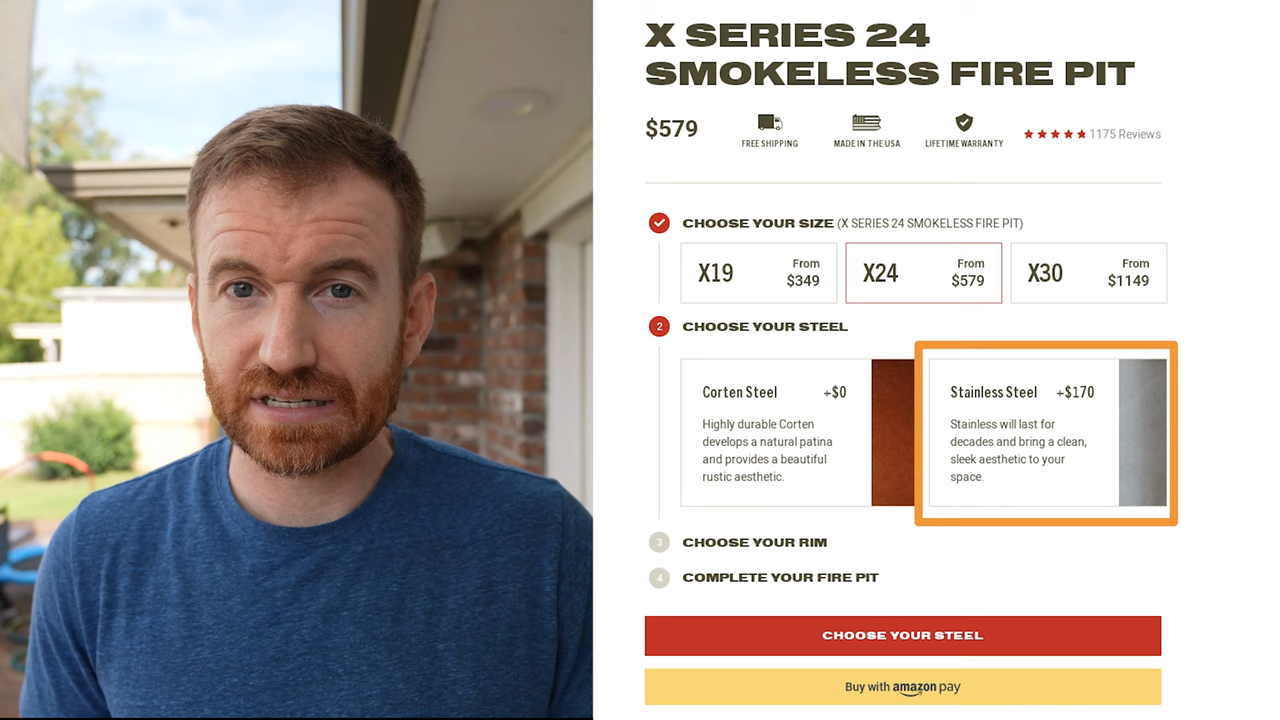 X SERIES 24
SMOKELESS FIRE PIT
$579
FREE SHIPPING
MADE IN THE USA
LIFETIME WARRANTY
1175 Reviews
CHOOSE YOUR SIZE (X SERIES 24 SMOKELESS FIRE PIT)
X19
From
$349
X24
From
$579
X30
From
$1149
2
CHOOSE YOUR STEEL
Corten Steel
+$0
Highly durable Corten
develops a natural patina
and provides a beautiful
rustic aesthetic.
Stainless Steel
+$170
Stainless will last for
decades and bring a clean,
sleek aesthetic to your
space.
3
CHOOSE YOUR RIM
4
COMPLETE YOUR FIRE PIT
CHOOSE YOUR STEEL
Buy with amazon pay